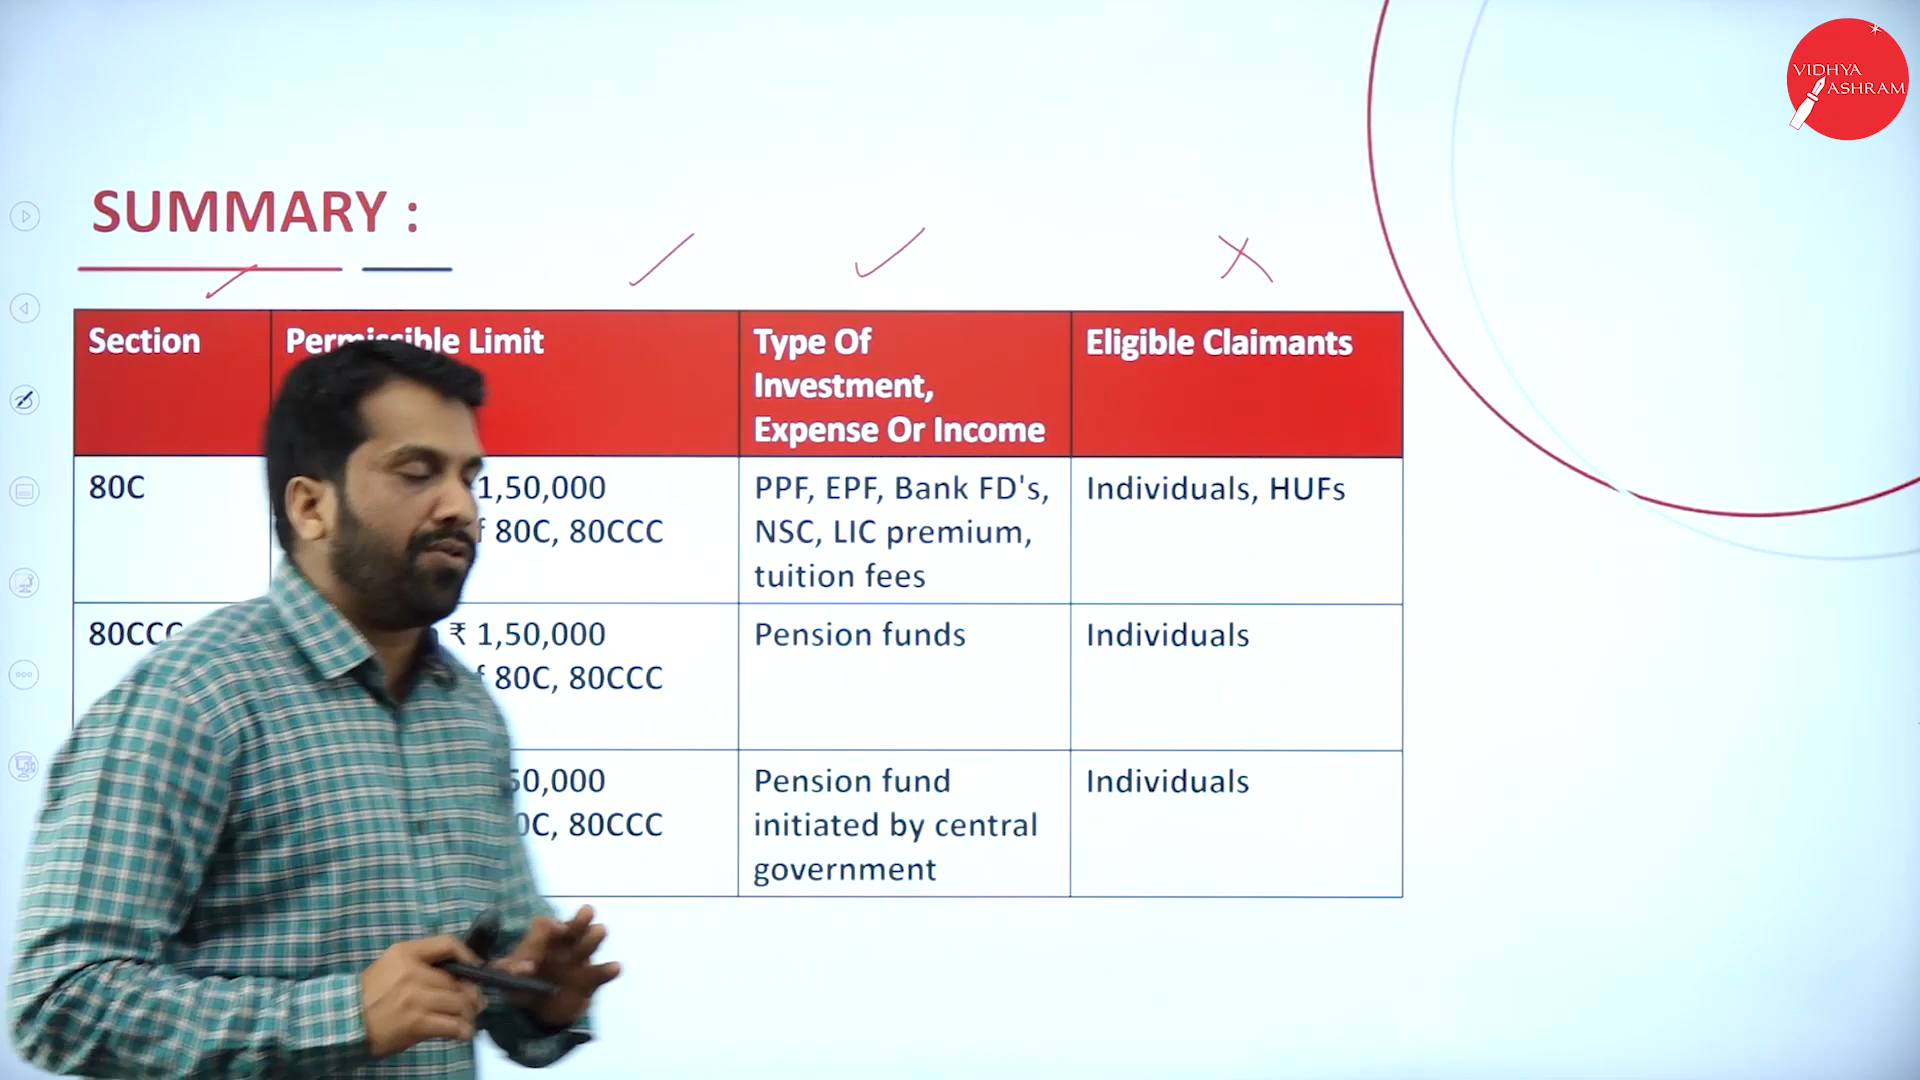 VIDHYA
ASHRAM
SUMMARY :
Section
Permissible Limit
Type Of
Investment,
Expense Or Income
Eligible Claimants
80C
1,50,000
80C, 80CCC
PPF, EPF, Bank FD's,
NSC, LIC premium,
tuition fees
Individuals, HUFs
80CCC
₹ 1,50,000
80C, 80CCC
Pension funds
Individuals
50,000
80CCC
Pension fund
initiated by central
government
Individuals